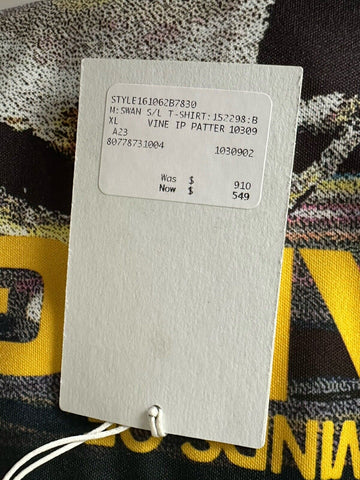 STYLE161062B7830
M:SWAN S/L T-SHIRT:152298:B
XL VINE IP PATTER 10309
A23
80778731004 1030902
Was $ 910
Now $ 549